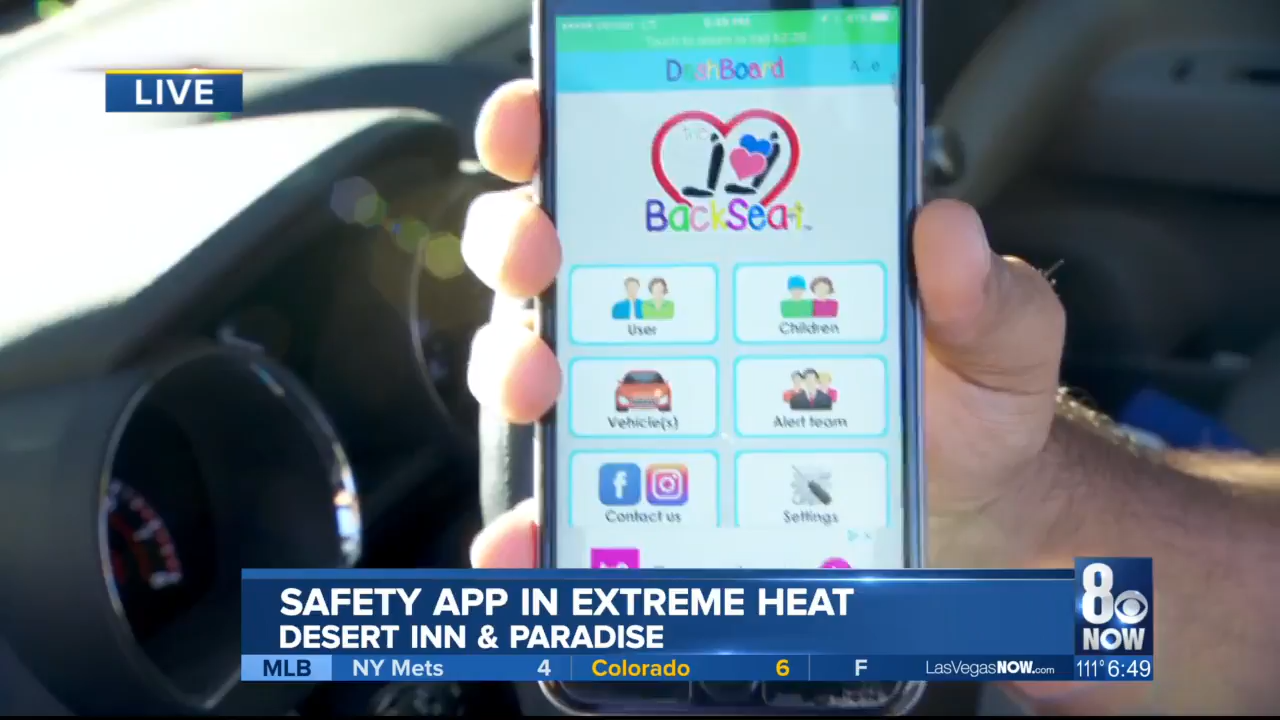 LIVE
DashBoard
BackSeat
User
Children
Vehicle(s)
Alert team
Contact us
Settings
SAFETY APP IN EXTREME HEAT
DESERT INN & PARADISE
8 NOW
MLB NY Mets 4 Colorado 6 F LasVegasNOW.com 111° 6:49